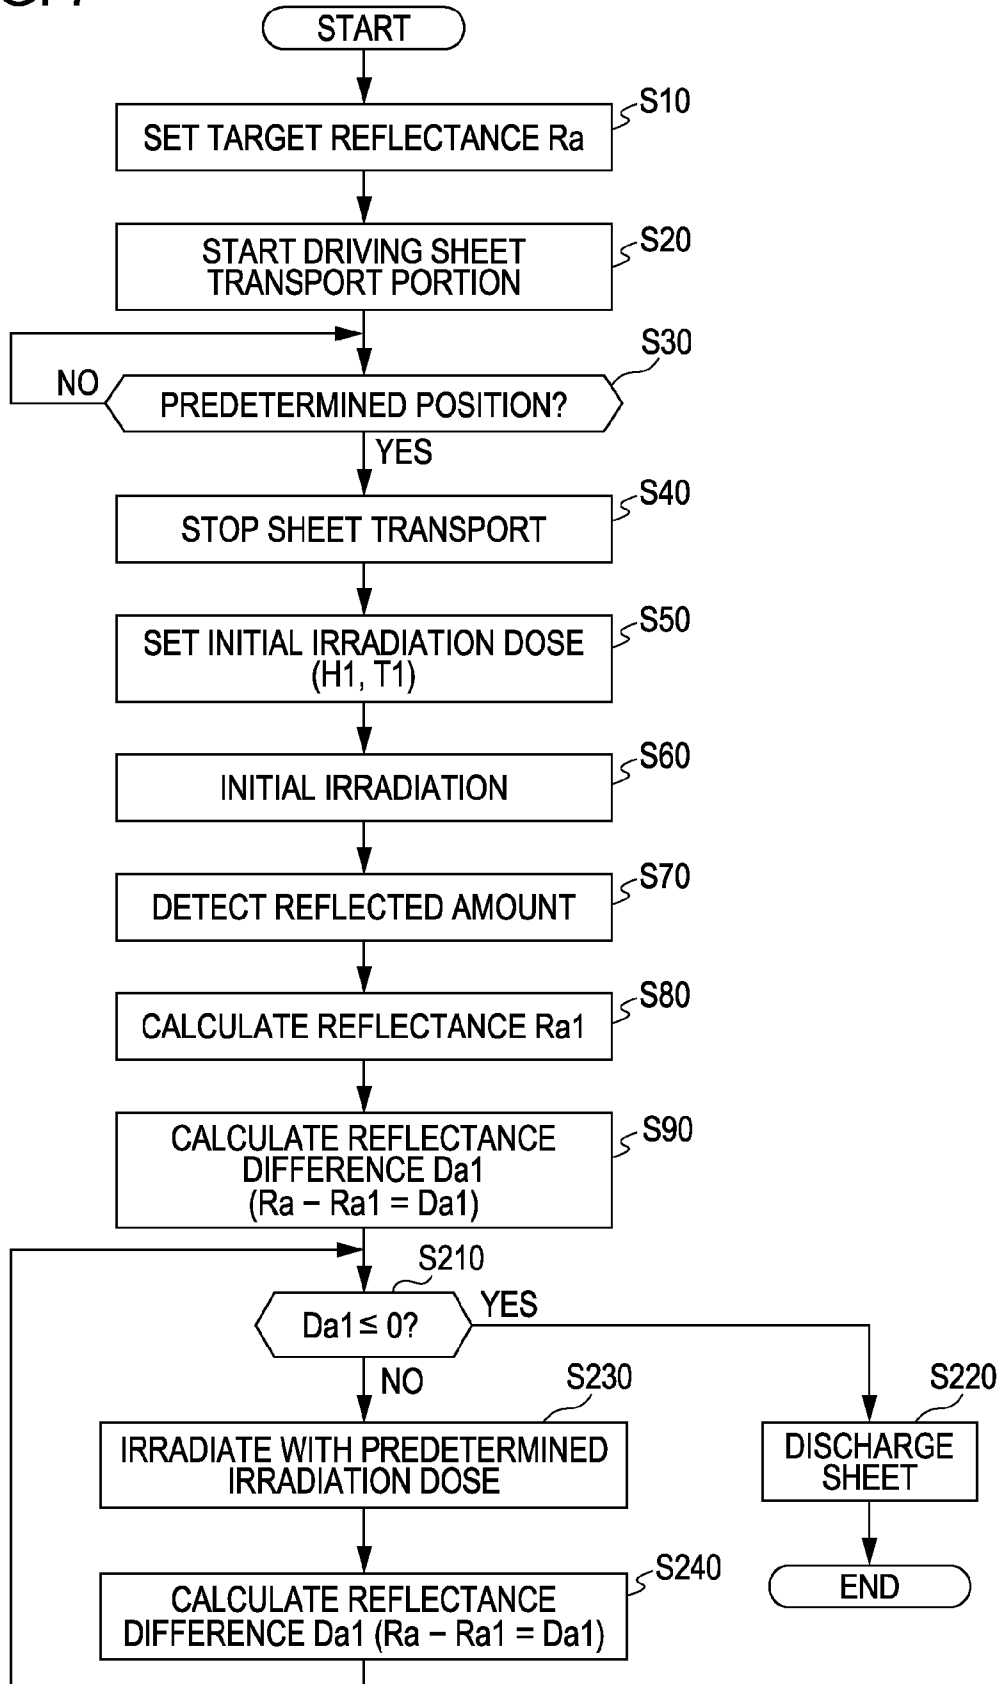 START
S10
SET TARGET REFLECTANCE Ra
S20
START DRIVING SHEET
TRANSPORT PORTION
S30
NO
PREDETERMINED POSITION?
YES
S40
STOP SHEET TRANSPORT
S50
SET INITIAL IRRADIATION DOSE
(H1, T1)
S60
INITIAL IRRADIATION
S70
DETECT REFLECTED AMOUNT
S80
CALCULATE REFLECTANCE Ra1
S90
CALCULATE REFLECTANCE
DIFFERENCE Da1
(Ra – Ra1 = Da1)
S210
Da1 ≤ 0?
YES
NO
S230
IRRADIATE WITH PREDETERMINED
IRRADIATION DOSE
S220
DISCHARGE
SHEET
S240
CALCULATE REFLECTANCE
DIFFERENCE Da1 (Ra – Ra1 = Da1)
END